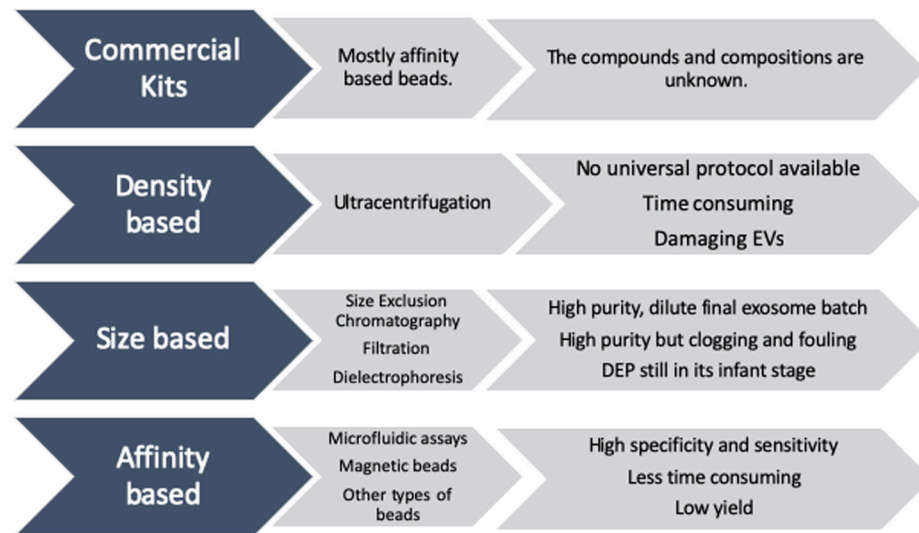 Commercial
Kits
Mostly affinity
based beads.
The compounds and compositions are
unknown.
Density
based
Ultracentrifugation
No universal protocol available
Time consuming
Damaging EVs
Size based
Size Exclusion
Chromatography
Filtration
Dielectrophoresis
High purity, dilute final exosome batch
High purity but clogging and fouling
DEP still in its infant stage
Affinity
based
Microfluidic assays
Magnetic beads
Other types of
beads
High specificity and sensitivity
Less time consuming
Low yield